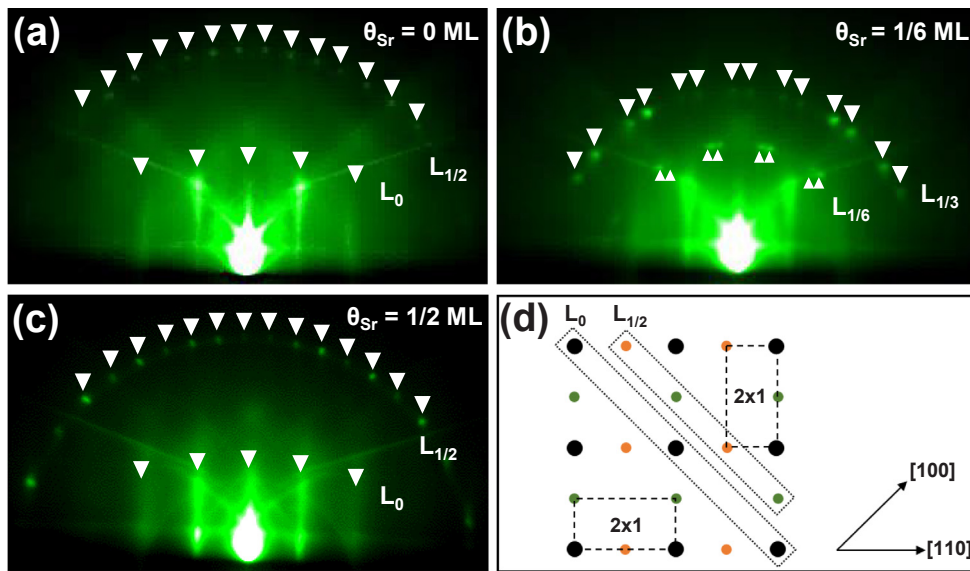 (a)
θSr = 0 ML
L1/2
L0
(b)
θSr = 1/6 ML
L1/6
L1/3
(c)
θSr = 1/2 ML
L1/2
L0
(d)
L0 L1/2
2x1
2x1
[100]
[110]